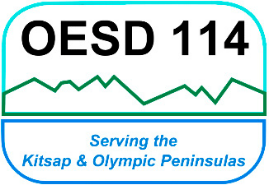 OESD 114
Serving the
Kitsap & Olympic Peninsulas